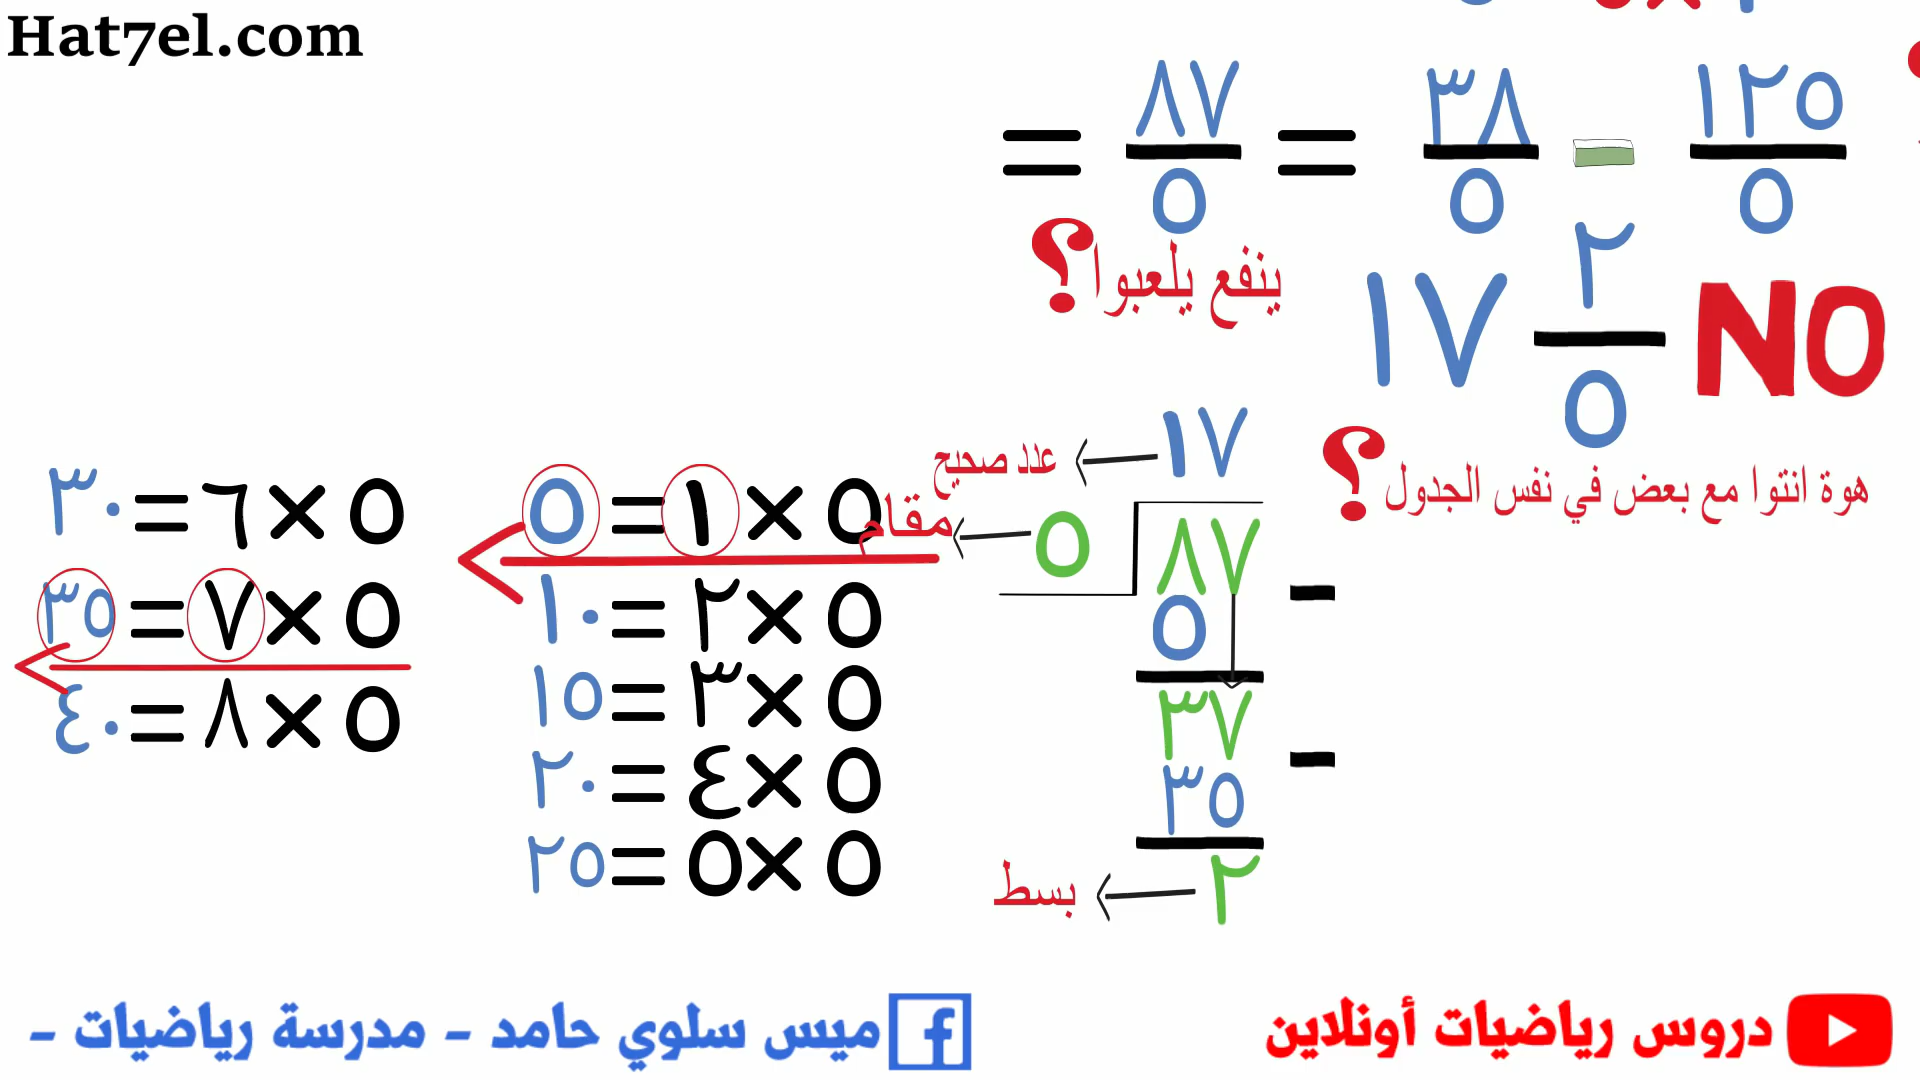 Hat7el.com
١٢٥/٥ - ٣٨/٥ = ٨٧/٥ =
ينفع يلعبوا؟
NO ١٧ ٢/٥
هوة انتوا مع بعض في نفس الجدول؟
١٧
عدد صحيح
٥
مقام
٨٧
-
٥
٣٧
-
٣٥
٢
بسط
٥×١=٥
٥×٢=١٠
٥×٣=١٥
٥×٤=٢٠
٥×٥=٢٥
٥×٦=٣٠
٥×٧=٣٥
٥×٨=٤٠
دروس رياضيات أونلاين
ميس سلوي حامد - مدرسة رياضيات -